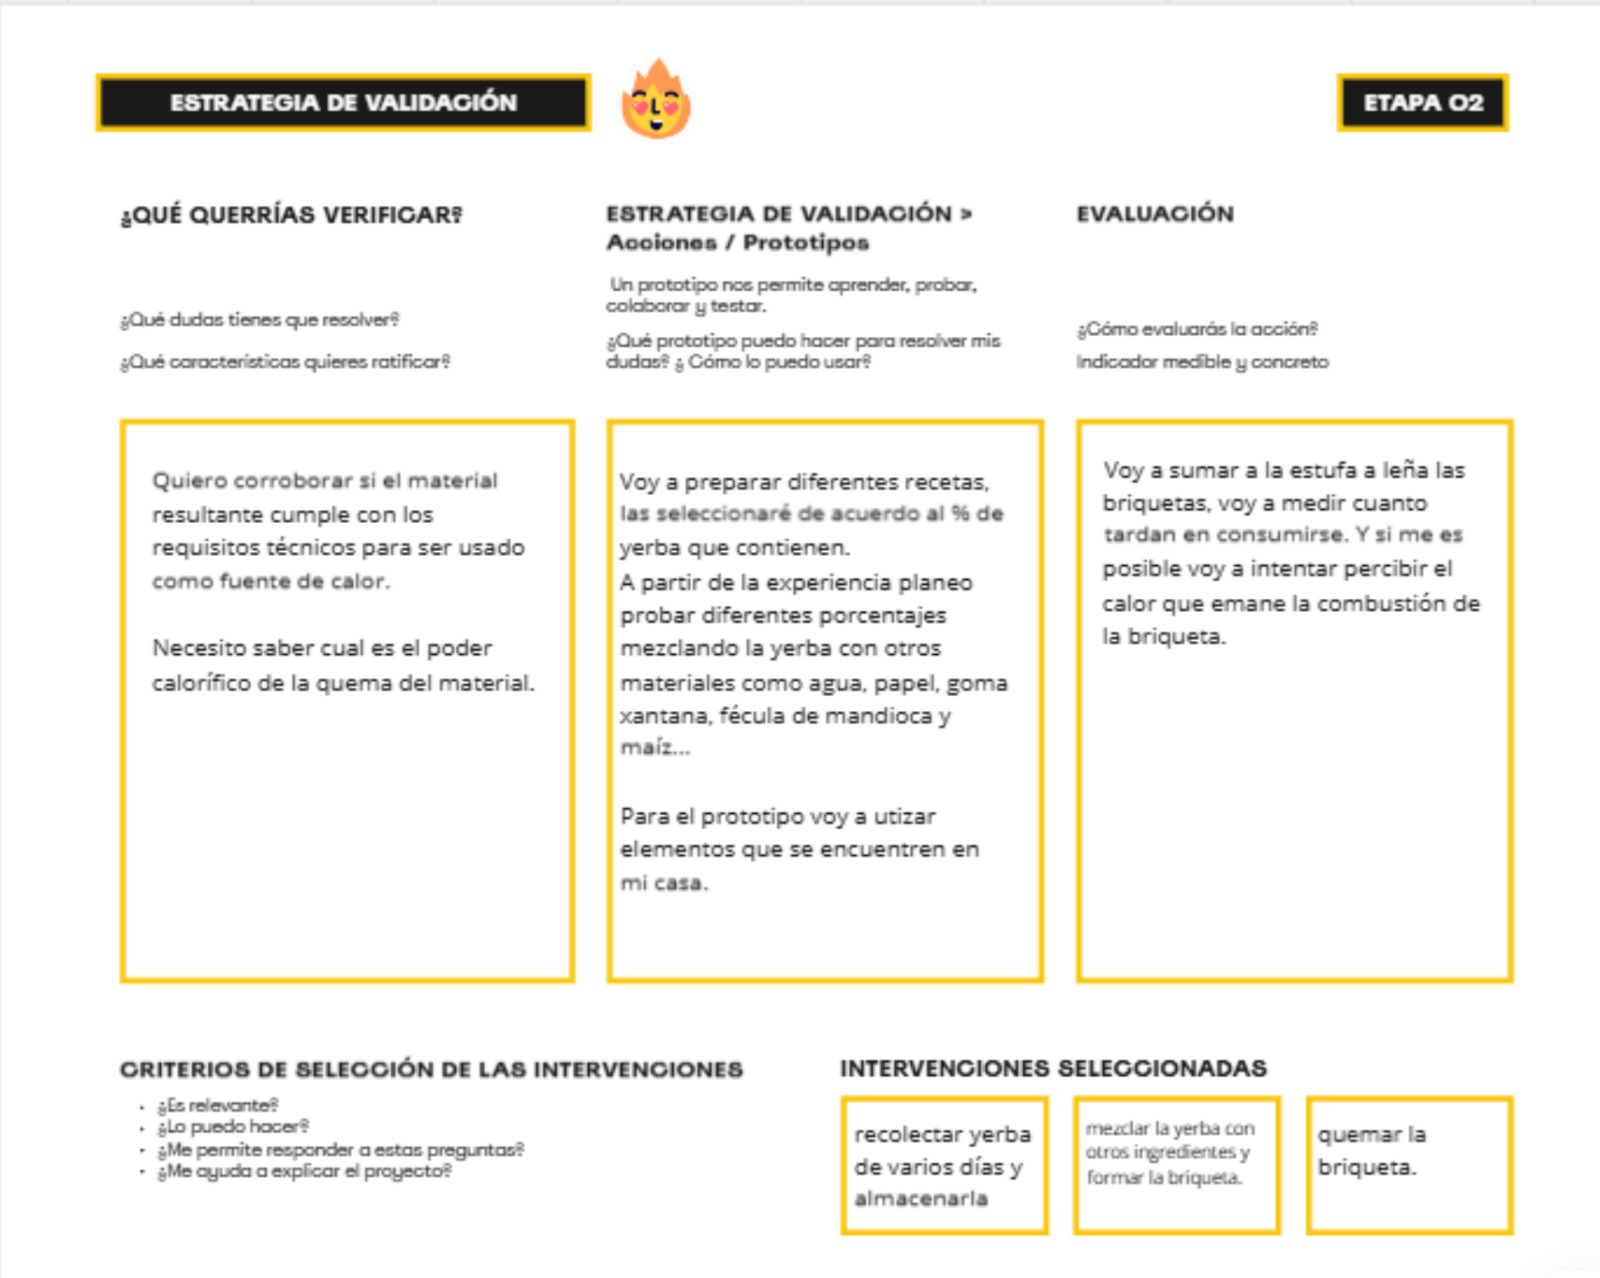 ESTRATEGIA DE VALIDACIÓN
ETAPA 02
¿QUÉ QUERRÍAS VERIFICAR?
¿Qué dudas tienes que resolver?
¿Qué características quieres ratificar?
Quiero corroborar si el material
resultante cumple con los
requisitos técnicos para ser usado
como fuente de calor.
Necesito saber cual es el poder
calorífico de la quema del material.
ESTRATEGIA DE VALIDACIÓN >
Acciones / Prototipos
Un prototipo nos permite aprender, probar,
colaborar y testar.
¿Qué prototipo puedo hacer para resolver mis
dudas? ¿ Cómo lo puedo usar?
Voy a preparar diferentes recetas,
las seleccionaré de acuerdo al % de
yerba que contienen.
A partir de la experiencia planeo
probar diferentes porcentajes
mezclando la yerba con otros
materiales como agua, papel, goma
xantana, fécula de mandioca y
maíz...
Para el prototipo voy a utizar
elementos que se encuentren en
mi casa.
EVALUACIÓN
¿Cómo evaluarás la acción?
Indicador medible y concreto
Voy a sumar a la estufa a leña las
briquetas, voy a medir cuanto
tardan en consumirse. Y si me es
posible voy a intentar percibir el
calor que emane la combustión de
la briqueta.
CRITERIOS DE SELECCIÓN DE LAS INTERVENCIONES
• ¿Es relevante?
• ¿Lo puedo hacer?
• ¿Me permite responder a estas preguntas?
• ¿Me ayuda a explicar el proyecto?
INTERVENCIONES SELECCIONADAS
recolectar yerba
de varios días y
almacenarla
mezclar la yerba con
otros ingredientes y
formar la briqueta.
quemar la
briqueta.